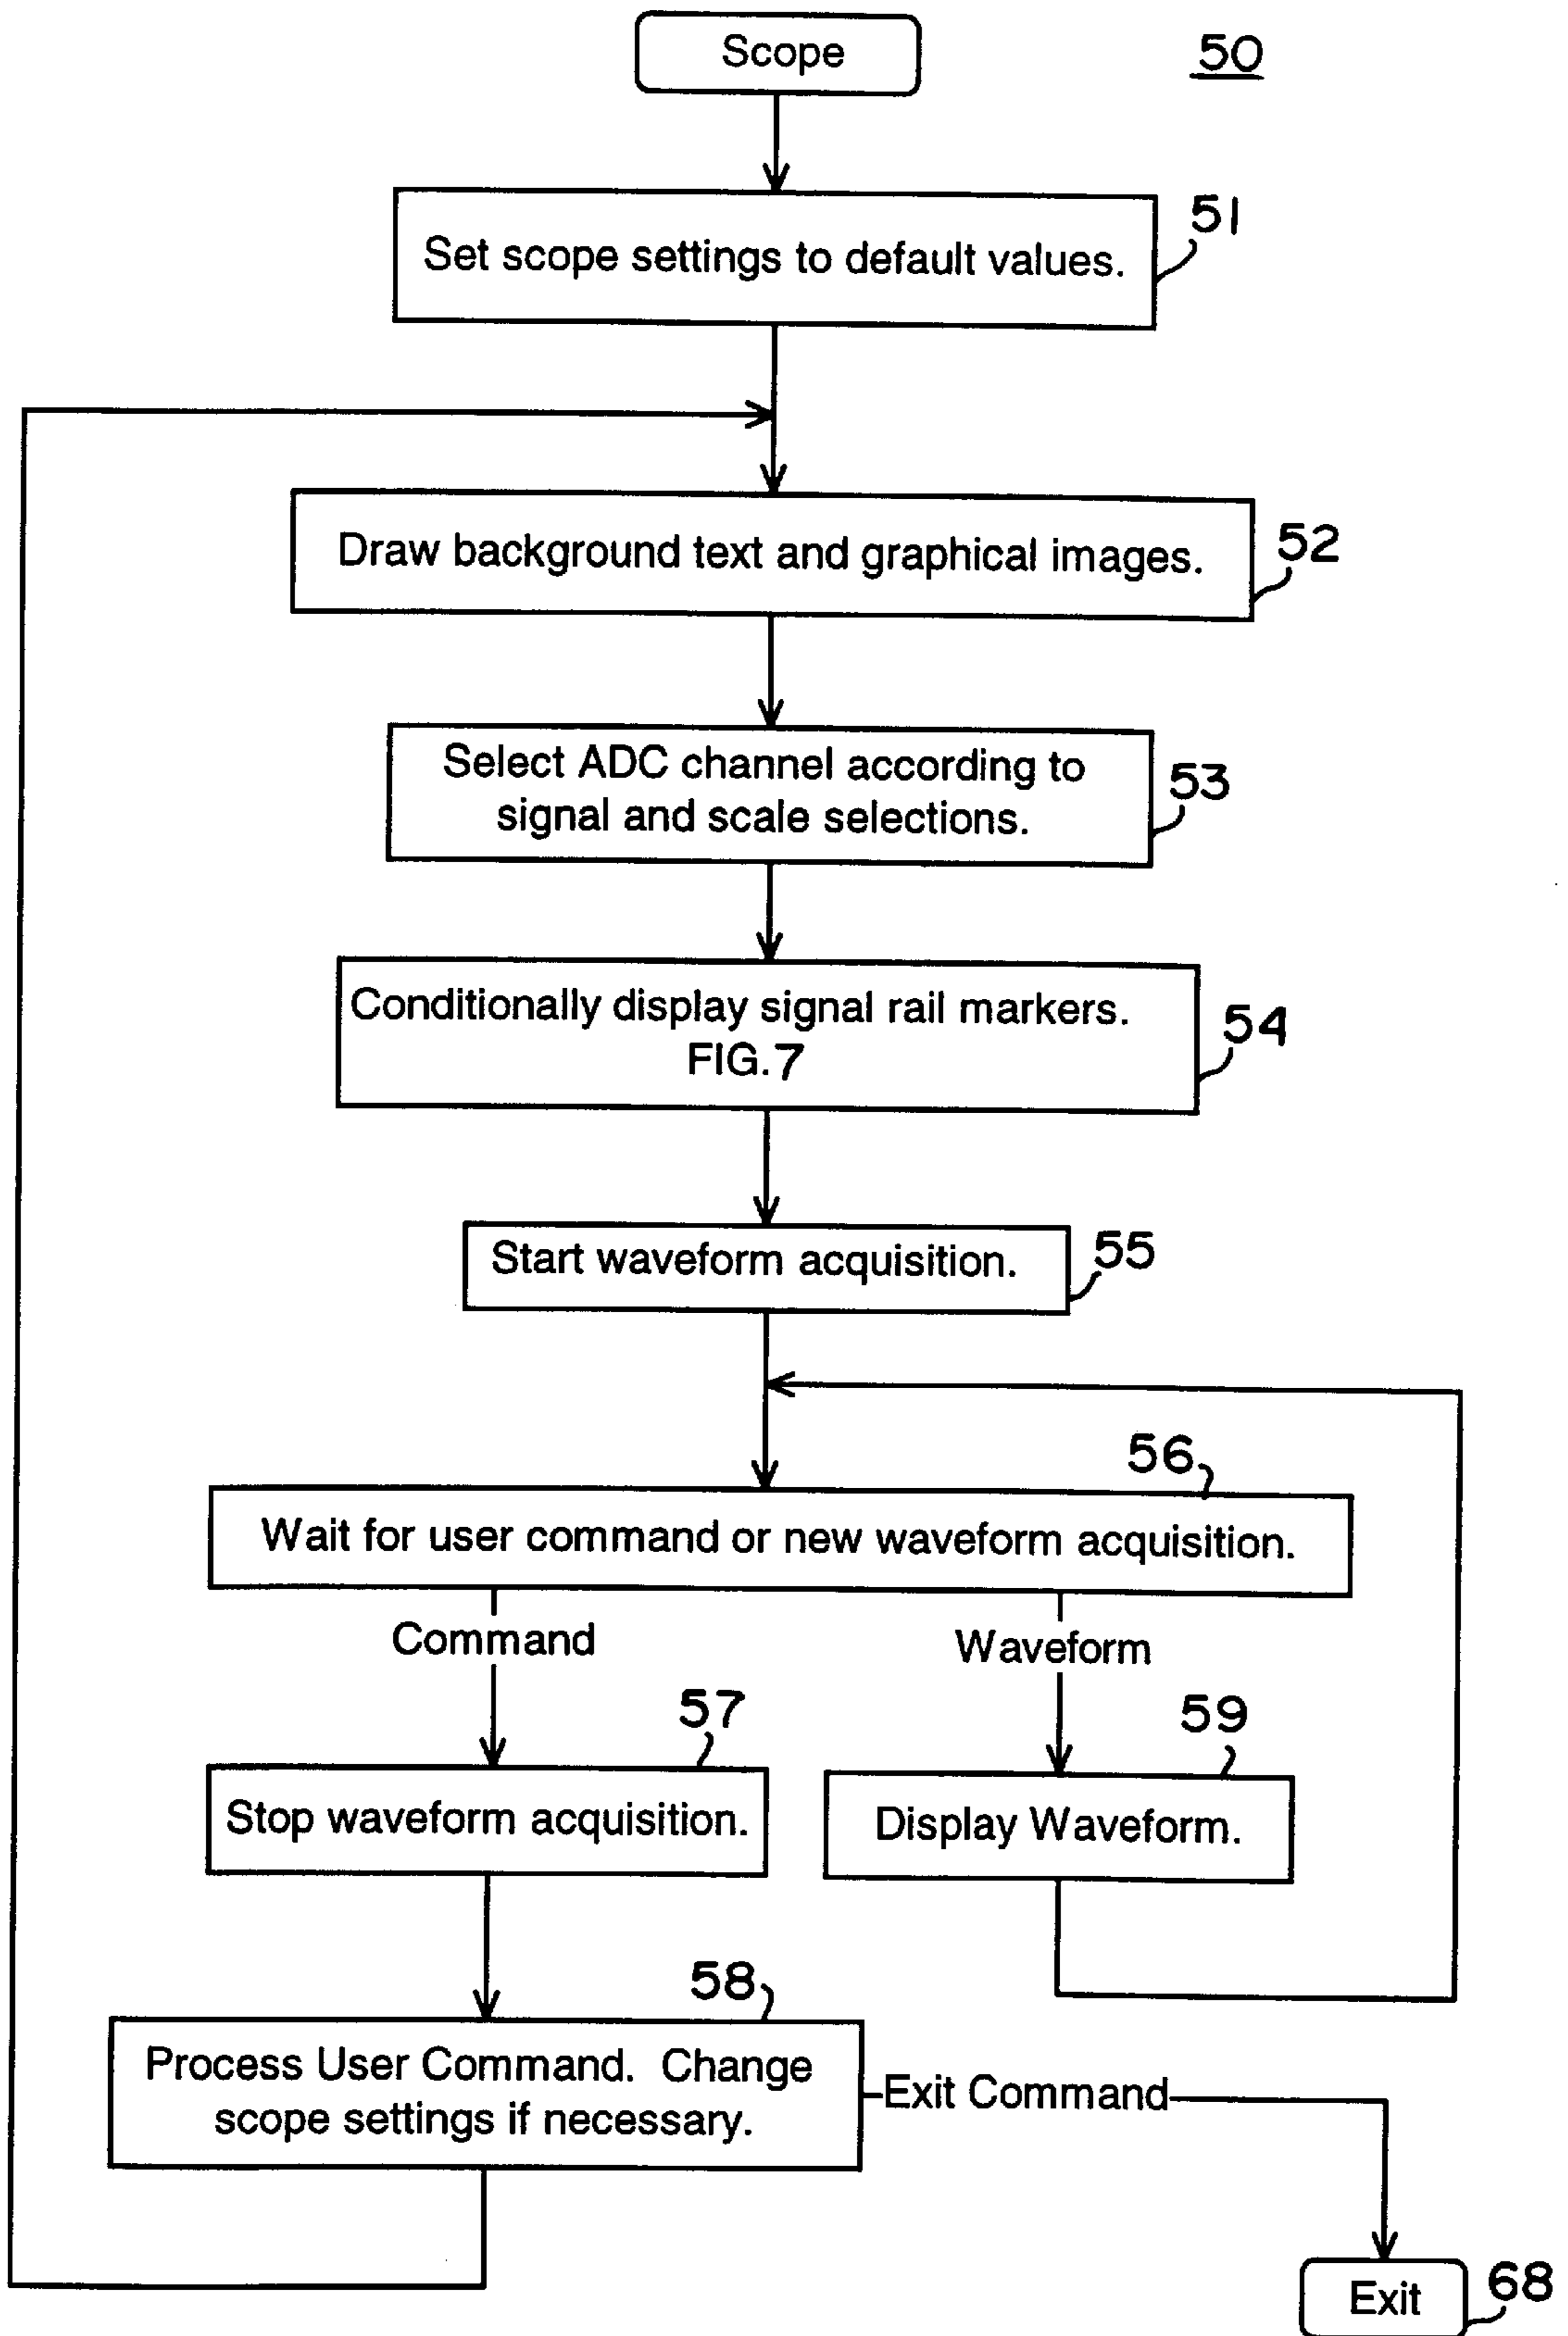 Scope
50
Set scope settings to default values.
51
Draw background text and graphical images.
52
Select ADC channel according to
signal and scale selections.
53
Conditionally display signal rail markers.
FIG.7
54
Start waveform acquisition.
55
56
Wait for user command or new waveform acquisition.
Command
Waveform
57
59
Stop waveform acquisition.
Display Waveform.
58
Process User Command. Change
scope settings if necessary.
Exit Command
Exit
68